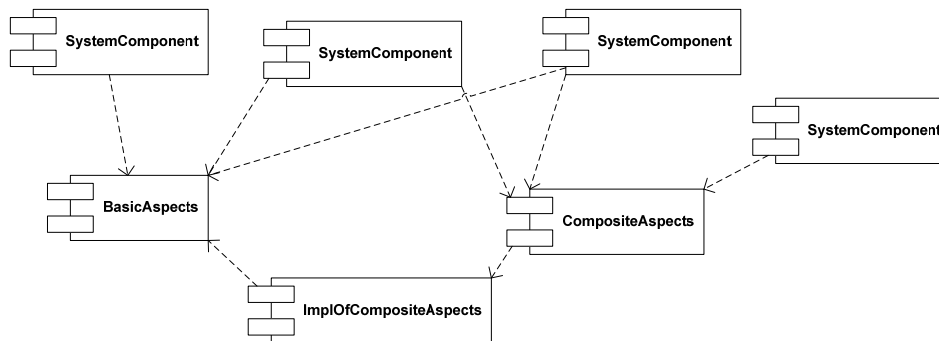 SystemComponent
SystemComponent
SystemComponent
SystemComponent
BasicAspects
CompositeAspects
ImplOfCompositeAspects